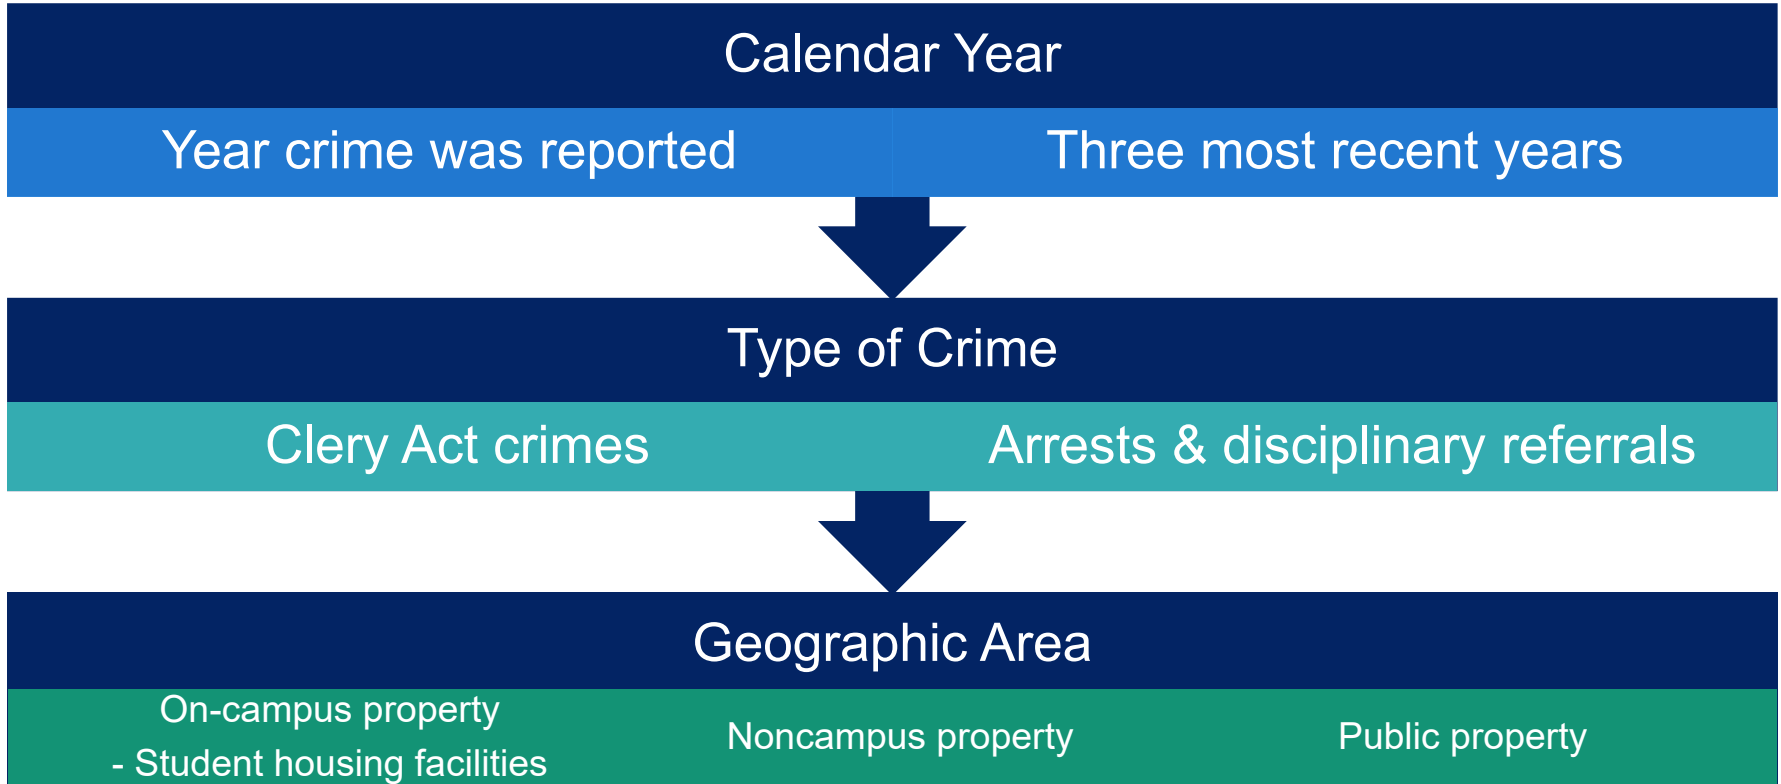 Calendar Year
Year crime was reported
Three most recent years
Type of Crime
Clery Act crimes
Arrests & disciplinary referrals
Geographic Area
On-campus property
- Student housing facilities
Noncampus property
Public property